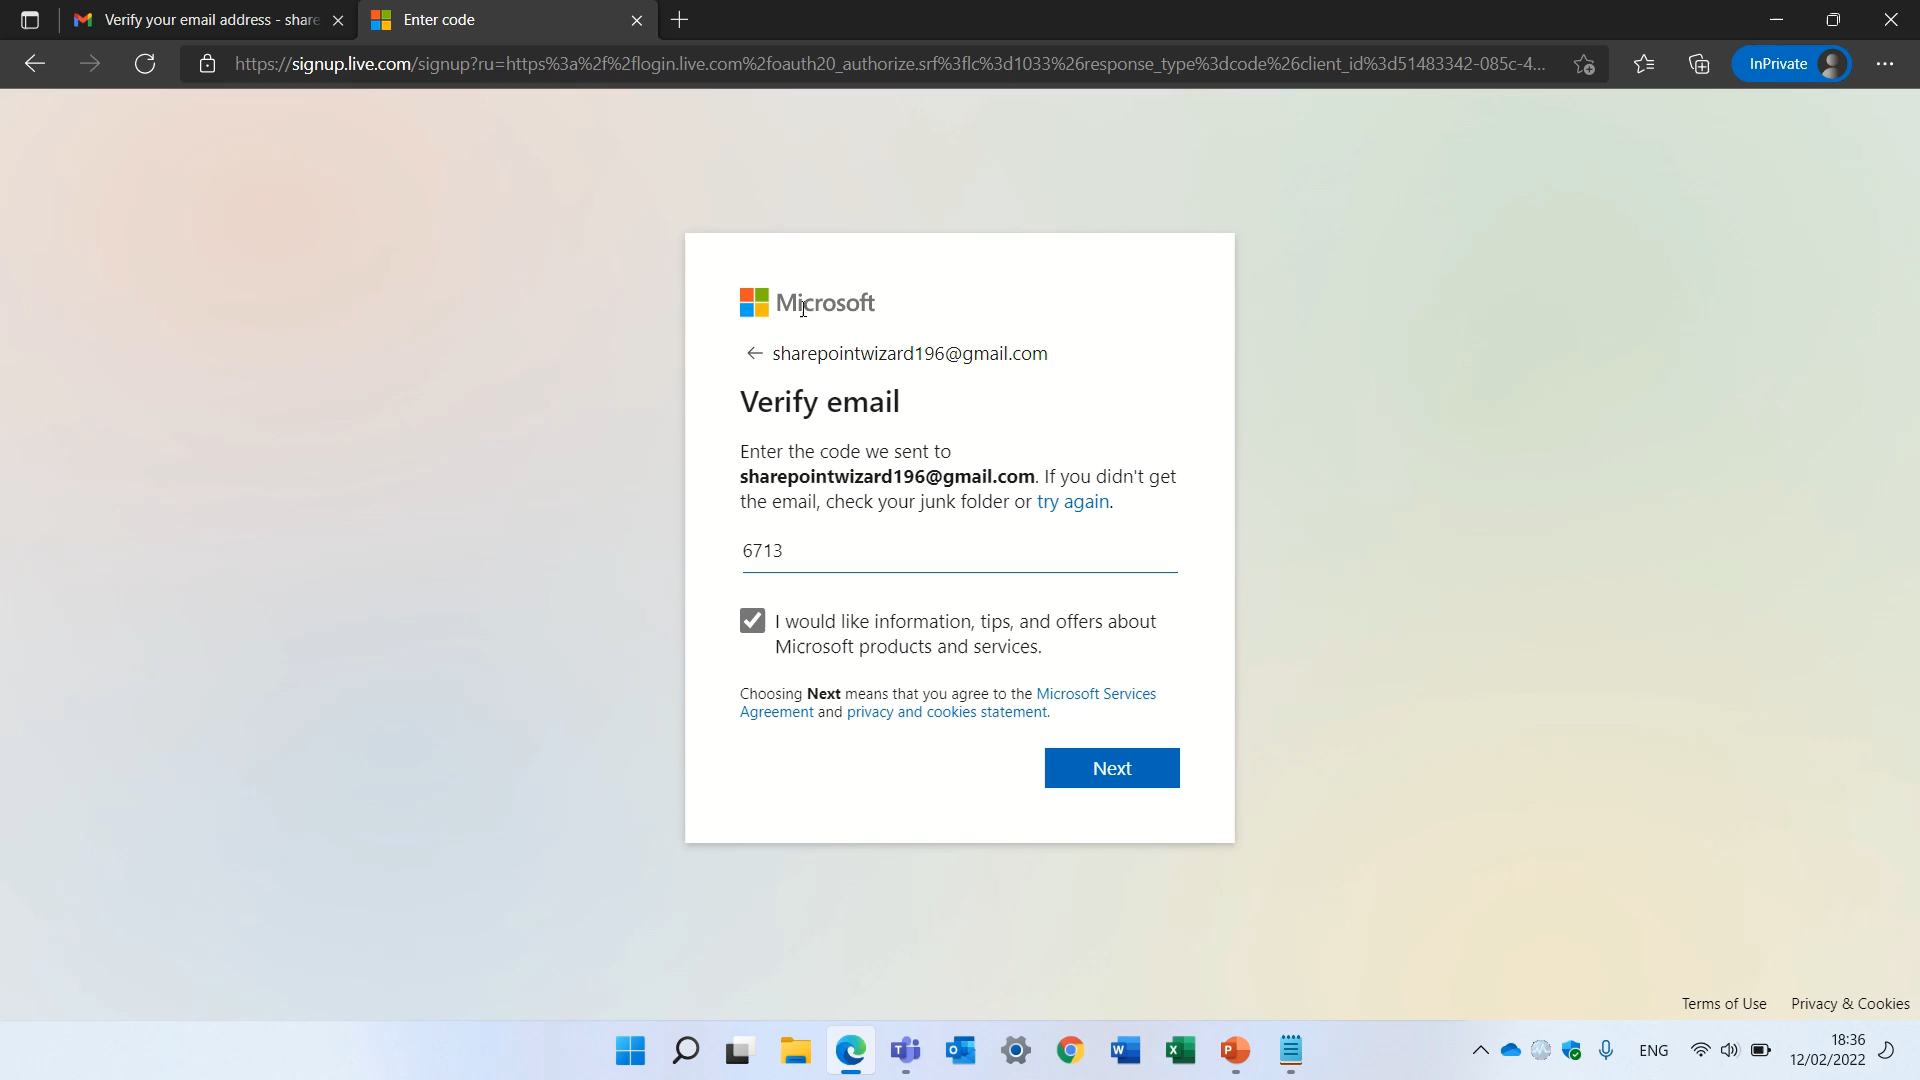 Verify your email address - share
Enter code
https://signup.live.com/signup?ru=https%3a%2f%2flogin.live.com%2foauth20_authorize.srf%3flc%3d1033%26response_type%3dcode%26client_id%3d51483342-085c-4...
InPrivate
Microsoft
sharepointwizard196@gmail.com
Verify email
Enter the code we sent to
sharepointwizard196@gmail.com. If you didn't get
the email, check your junk folder or try again.
6713
I would like information, tips, and offers about
Microsoft products and services.
Choosing Next means that you agree to the Microsoft Services
Agreement and privacy and cookies statement.
Next
Terms of Use Privacy & Cookies
ENG
18:36
12/02/2022